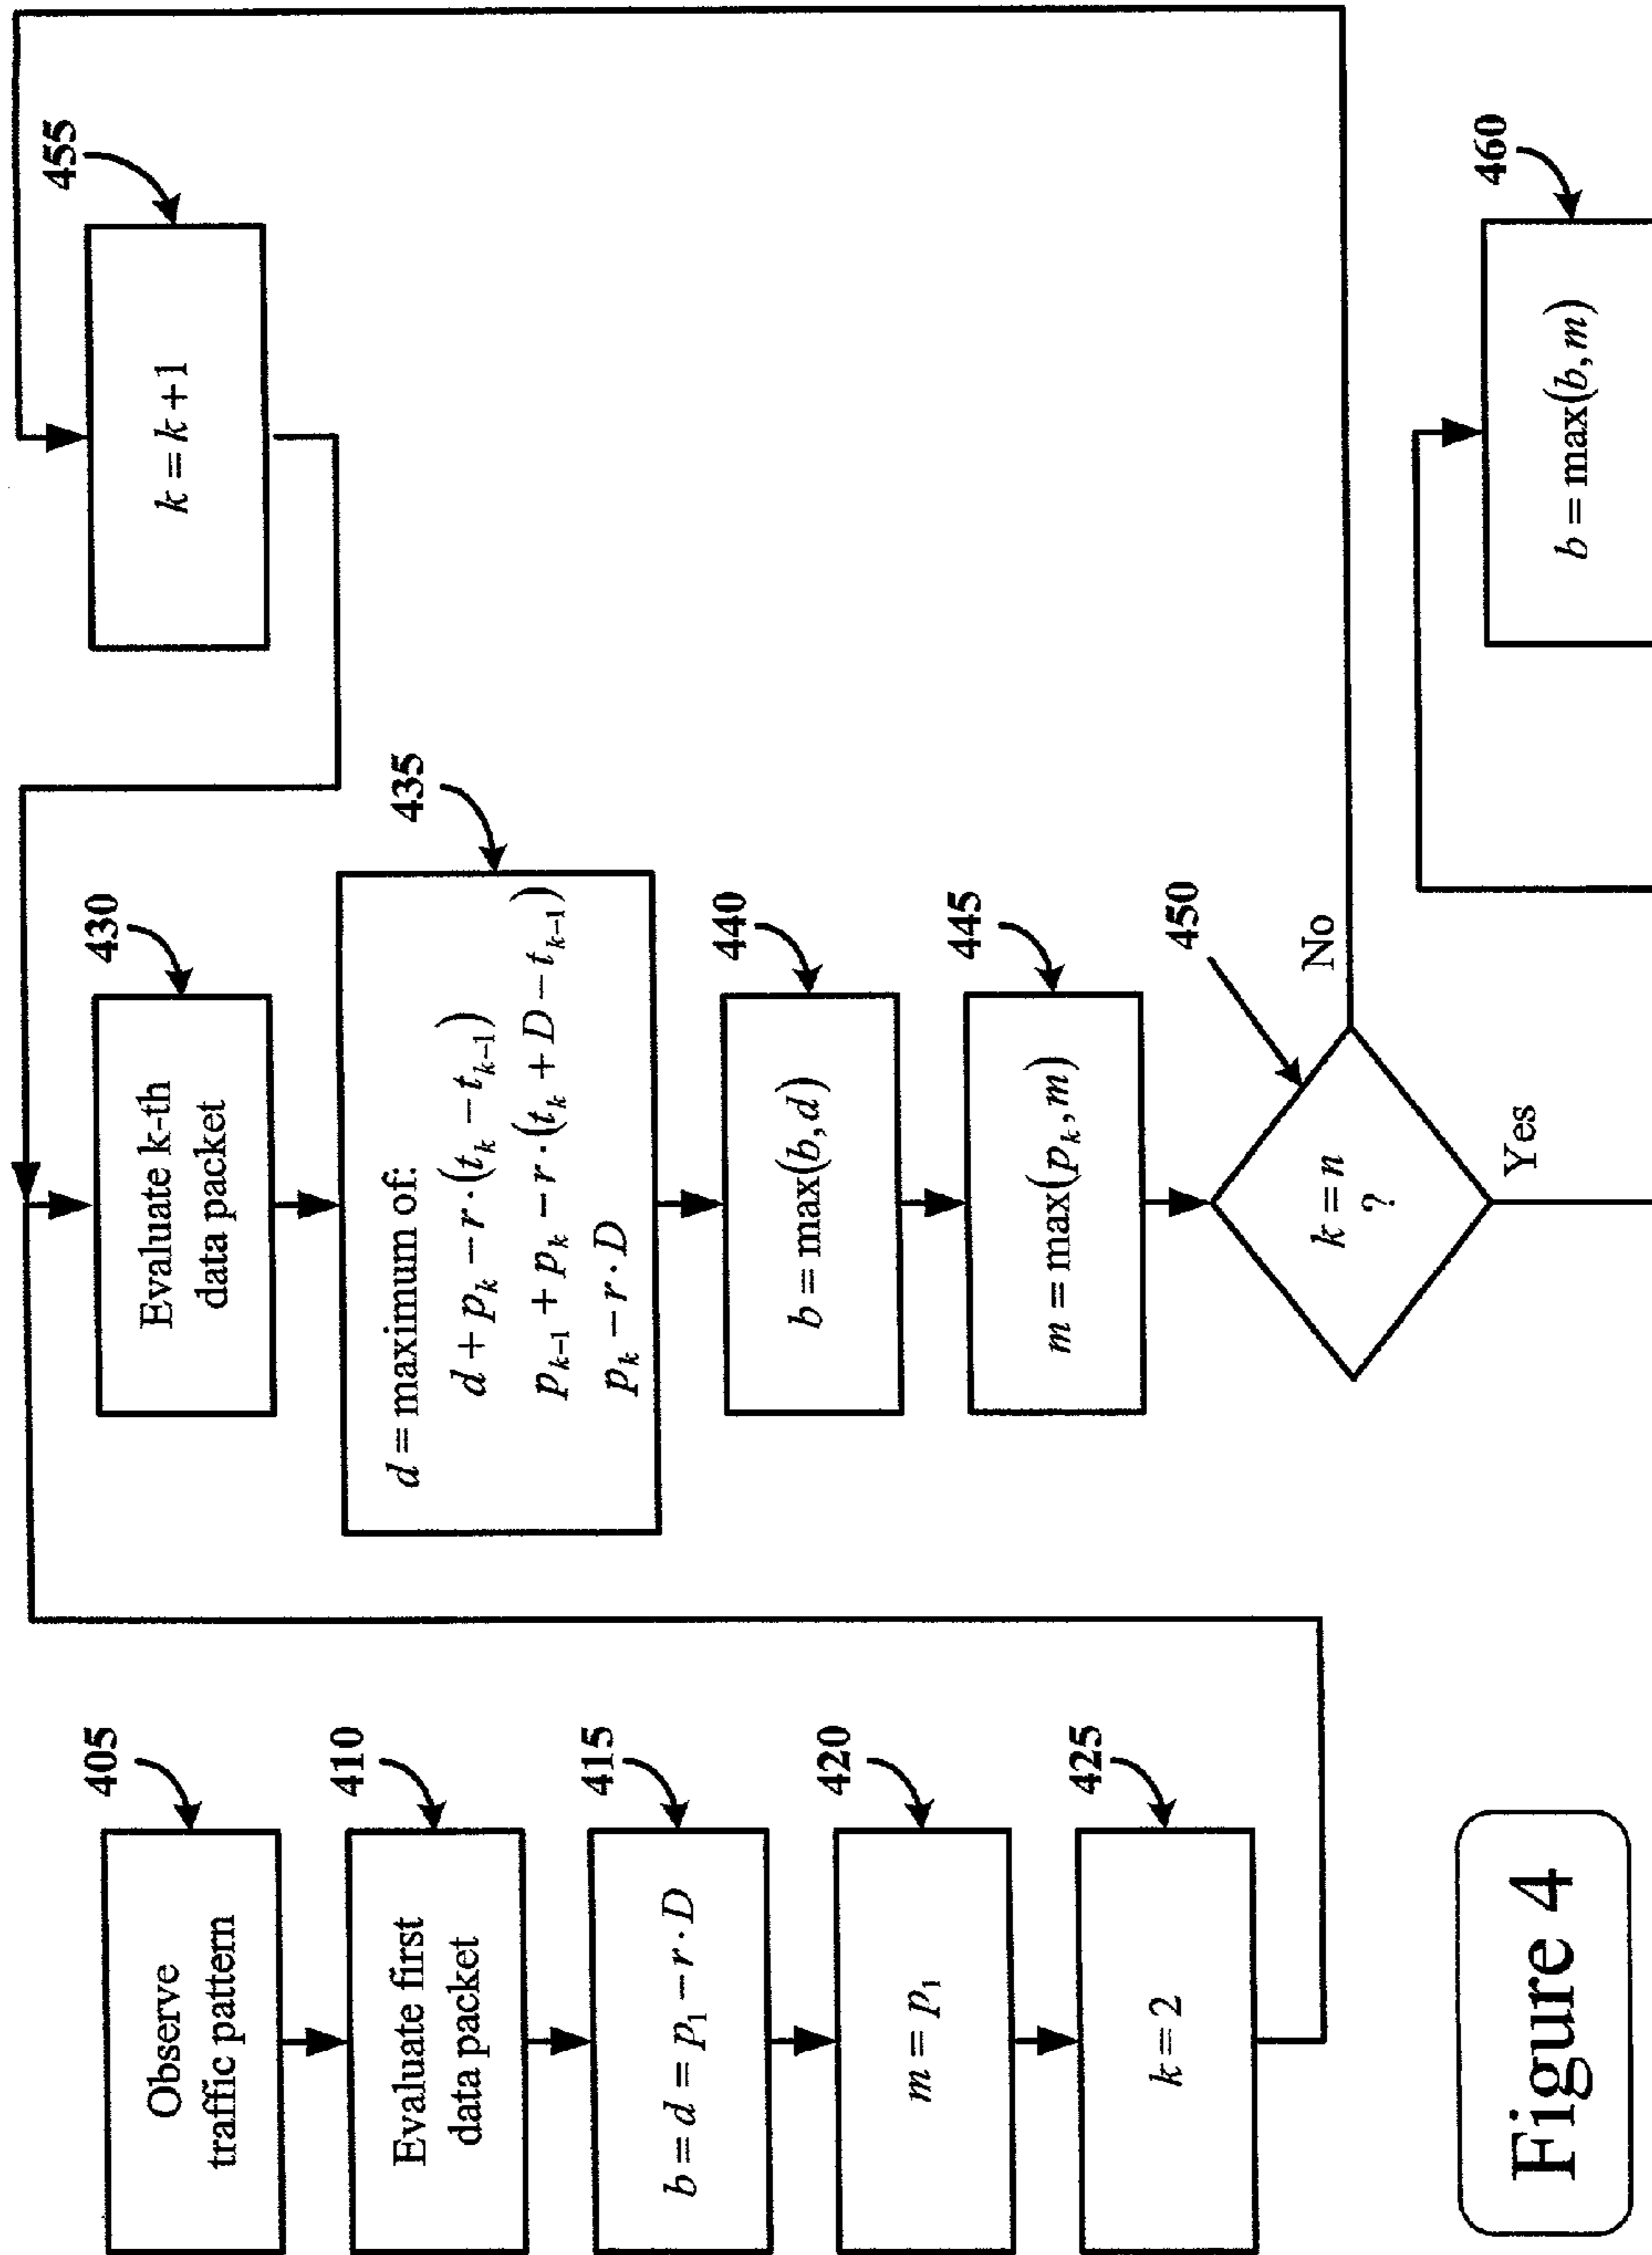 405
Observe
traffic pattern
410
Evaluate first
data packet
415
b = d = p₁ − r · D
420
m = p₁
425
k = 2
430
Evaluate k-th
data packet
435
d = maximum of:
d + pₖ − r · (tₖ − tₖ₋₁)
pₖ₋₁ + pₖ − r · (tₖ + D − tₖ₋₁)
pₖ − r · D
440
b = max(b, d)
445
m = max(pₖ, m)
450
k = n
?
No
Yes
455
k = k + 1
460
b = max(b, m)
Figure 4